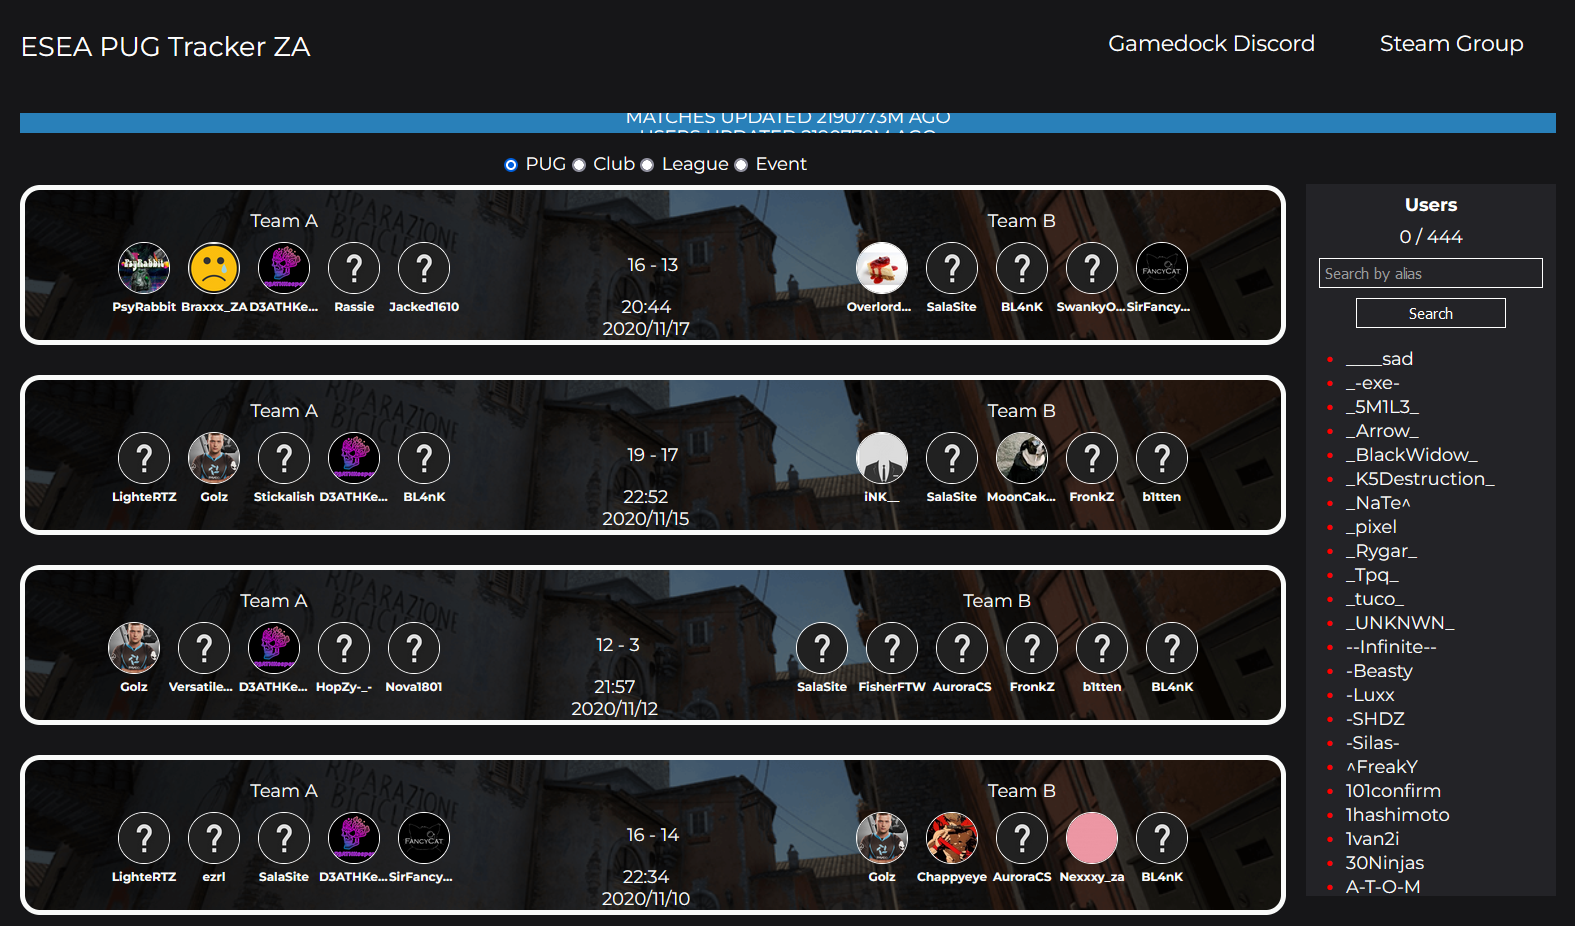 ESEA PUG Tracker ZA
Gamedock Discord
Steam Group
MATCHES UPDATED 2190773M AGO
USERS UPDATED 2190773M AGO
PUG Club League Event
Team A
PsyRabbit Braxxx_ZA D3ATHKe... Rassie Jacked1610
16 - 13
20:44
2020/11/17
Team B
Overlord... SalaSite BL4nK SwankyO... SirFancy...
Team A
LighteRTZ Golz Stickalish D3ATHKe... BL4nK
19 - 17
22:52
2020/11/15
Team B
iNK__ SalaSite MoonCak... FronkZ b1tten
Team A
Golz Versatile... D3ATHKe... HopZy-_- Nova1801
12 - 3
21:57
2020/11/12
Team B
SalaSite FisherFTW AuroraCS FronkZ b1tten BL4nK
Team A
LighteRTZ ezrl SalaSite D3ATHKe... SirFancy...
16 - 14
22:34
2020/11/10
Team B
Golz Chappyeye AuroraCS Nexxxy_za BL4nK
Users
0 / 444
Search by alias
Search
____sad
_-exe-
_5M1L3_
_Arrow_
_BlackWidow_
_K5Destruction_
_NaTe^
_pixel
_Rygar_
_Tpq_
_tuco_
_UNKNWN_
--Infinite--
-Beasty
-Luxx
-SHDZ
-Silas-
^FreakY
101confirm
1hashimoto
1van2i
30Ninjas
A-T-O-M